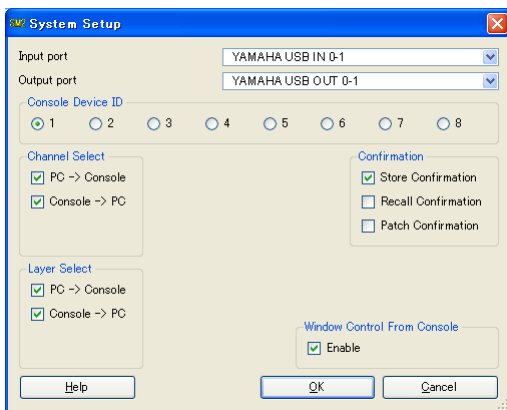 SM2 System Setup
Input port YAMAHA USB IN 0-1
Output port YAMAHA USB OUT 0-1
Console Device ID
1 2 3 4 5 6 7 8
Channel Select
PC -> Console
Console -> PC
Confirmation
Store Confirmation
Recall Confirmation
Patch Confirmation
Layer Select
PC -> Console
Console -> PC
Window Control From Console
Enable
Help OK Cancel